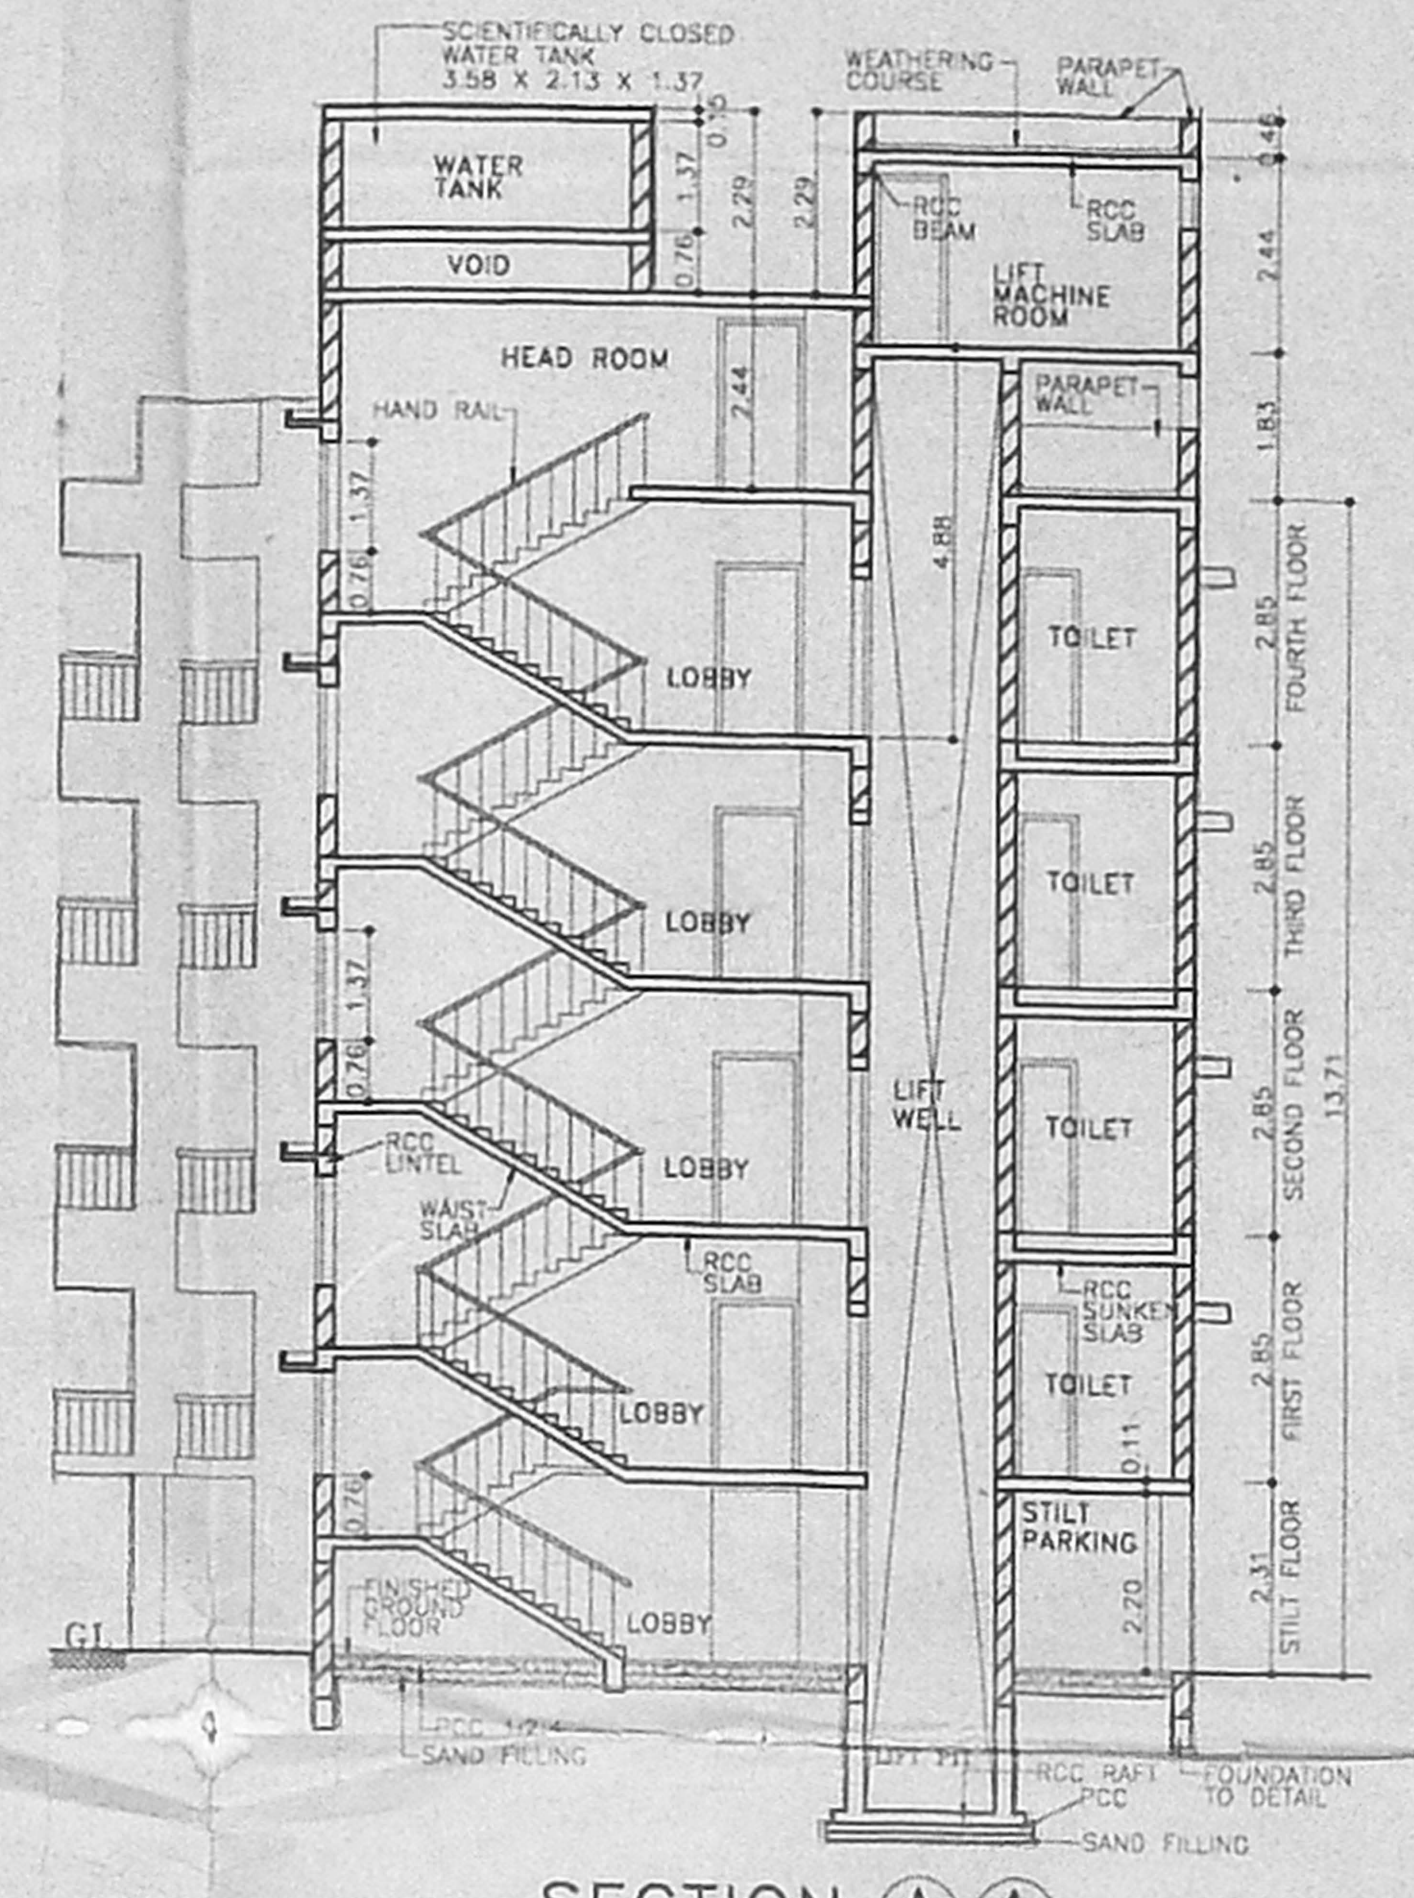 SCIENTIFICALLY CLOSED
WATER TANK
3.58 X 2.13 X 1.37
WEATHERING
COURSE
PARAPET
WALL
0.15
0.46
WATER
TANK
1.37
2.29
2.29
RCC
BEAM
RCC
SLAB
2.44
VOID
0.76
LIFT
MACHINE
ROOM
HEAD ROOM
2.44
PARAPET
WALL
HAND RAIL
1.83
1.37
0.76
4.88
TOILET
LOBBY
2.85
FOURTH FLOOR
TOILET
LOBBY
2.85
THIRD FLOOR
1.37
0.76
LIFT
WELL
TOILET
LOBBY
2.85
SECOND FLOOR
13.71
RCC
LINTEL
WAIST
SLAB
RCC
SLAB
RCC
SUNKEN
SLAB
TOILET
LOBBY
2.85
FIRST FLOOR
0.11
0.76
STILT
PARKING
FINISHED
GROUND
FLOOR
LOBBY
2.20
2.31
STILT FLOOR
GL
PCC 1:2:4
SAND FILLING
LIFT PIT
RCC RAFT
PCC
FOUNDATION
TO DETAIL
SAND FILLING
SECTION A A